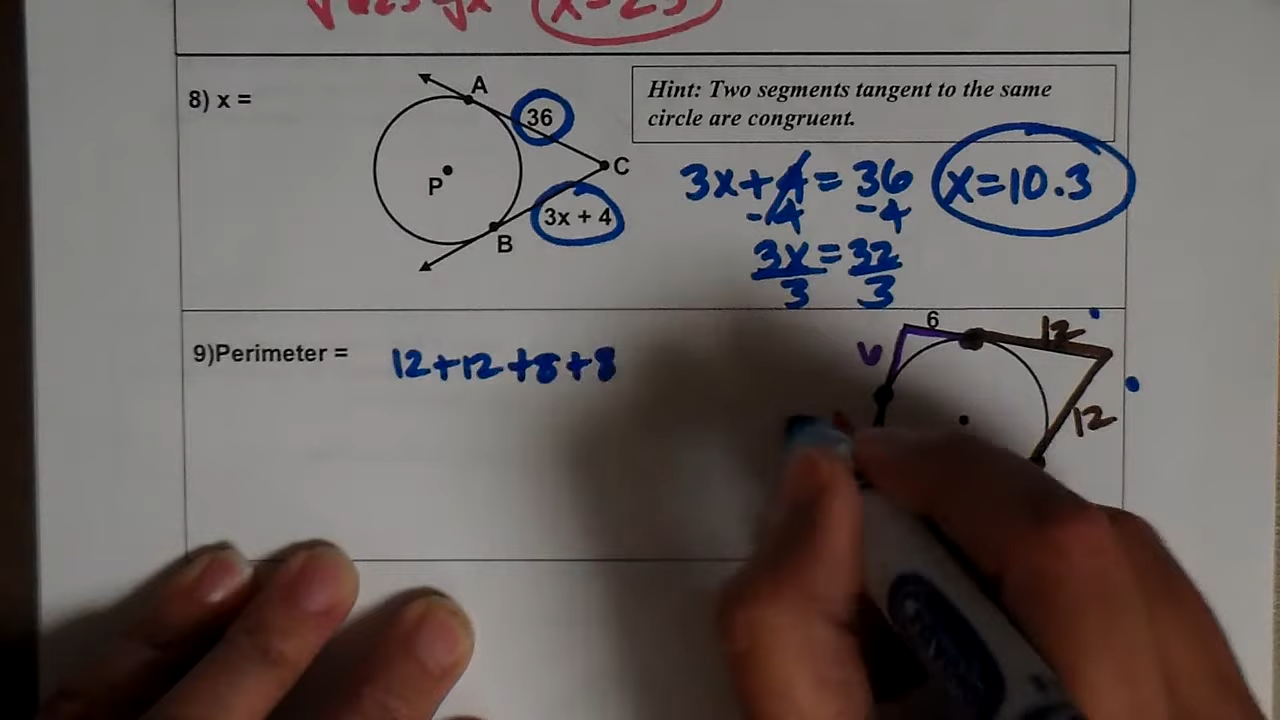 x=25
8) x =
A
36
C
P
3x + 4
B
Hint: Two segments tangent to the same
circle are congruent.
3x+4=36
-4 -4
3x=32
3 3
x=10.3
9)Perimeter = 12+12+8+8
6
12
12